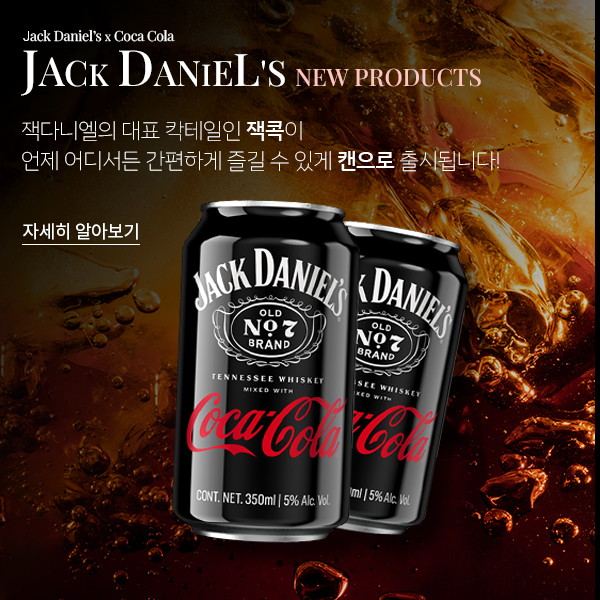 Jack Daniel's x Coca Cola
JACK DANIEL'S NEW PRODUCTS
잭다니엘의 대표 칵테일인 잭콕이
언제 어디서든 간편하게 즐길 수 있게 캔으로 출시됩니다!
자세히 알아보기
JACK DANIEL'S
OLD
No.7
BRAND
TENNESSEE WHISKEY
MIXED WITH
Coca-Cola
CONT. NET. 350ml | 5% Alc. Vol.
JACK DANIEL'S
OLD
No.7
BRAND
WHISKEY
MIXED WITH
Cola
ml | 5% Alc. Vol.